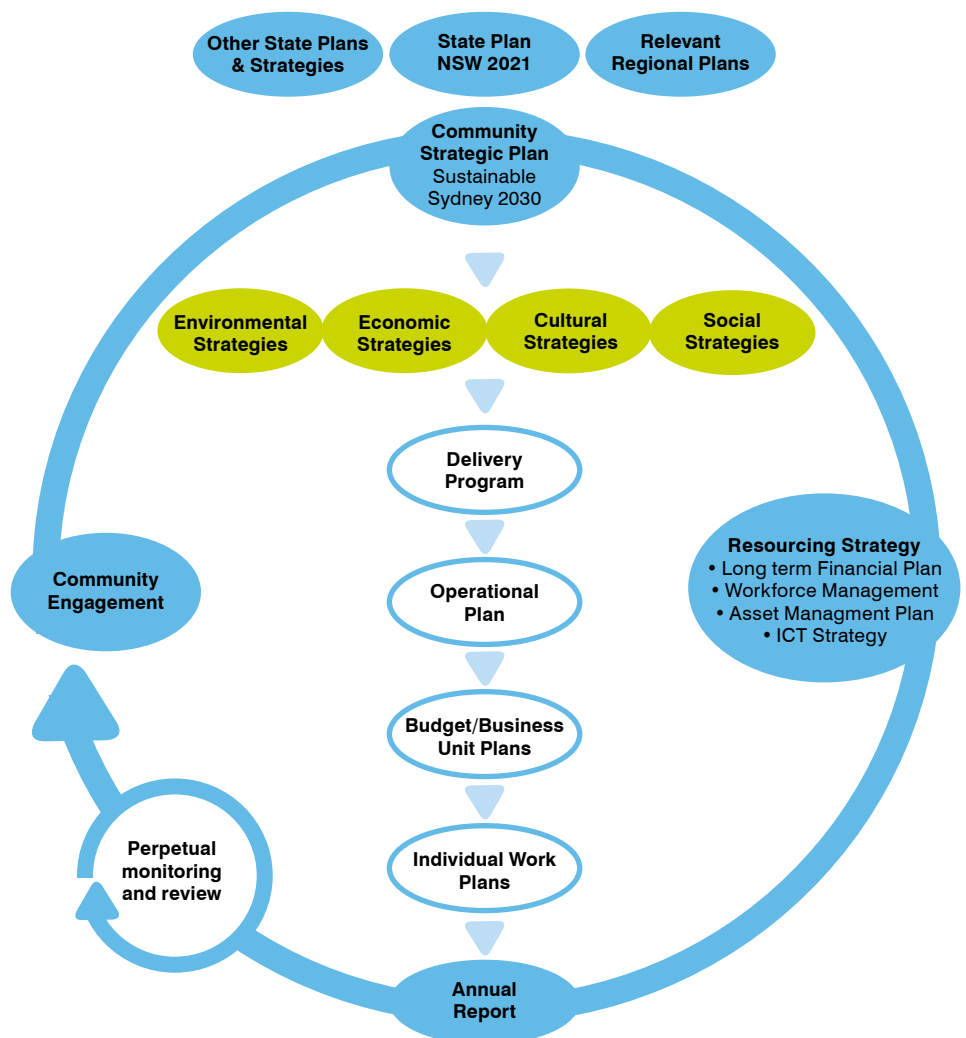 Other State Plans
& Strategies
State Plan
NSW 2021
Relevant
Regional Plans
Community
Strategic Plan
Sustainable
Sydney 2030
Environmental
Strategies
Economic
Strategies
Cultural
Strategies
Social
Strategies
Delivery
Program
Resourcing Strategy
• Long term Financial Plan
• Workforce Management
• Asset Managment Plan
• ICT Strategy
Community
Engagement
Operational
Plan
Budget/Business
Unit Plans
Perpetual
monitoring
and review
Individual Work
Plans
Annual
Report